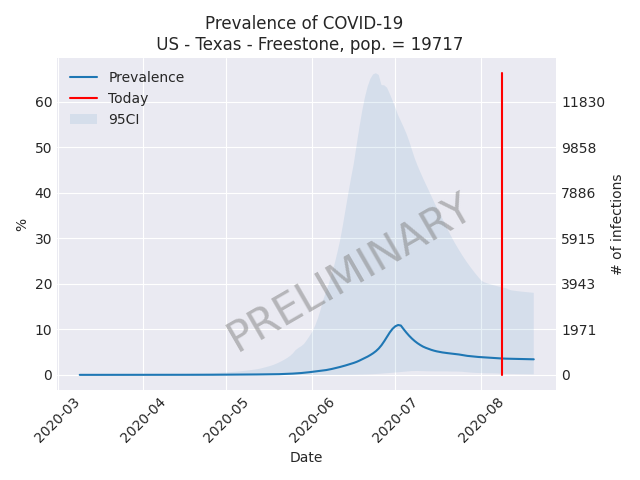 Prevalence of COVID-19
US - Texas - Freestone, pop. = 19717
Prevalence
Today
95CI
60
50
40
30
20
10
0
%
11830
9858
7886
5915
3943
1971
0
# of infections
PRELIMINARY
2020-03
2020-04
2020-05
2020-06
2020-07
2020-08
Date